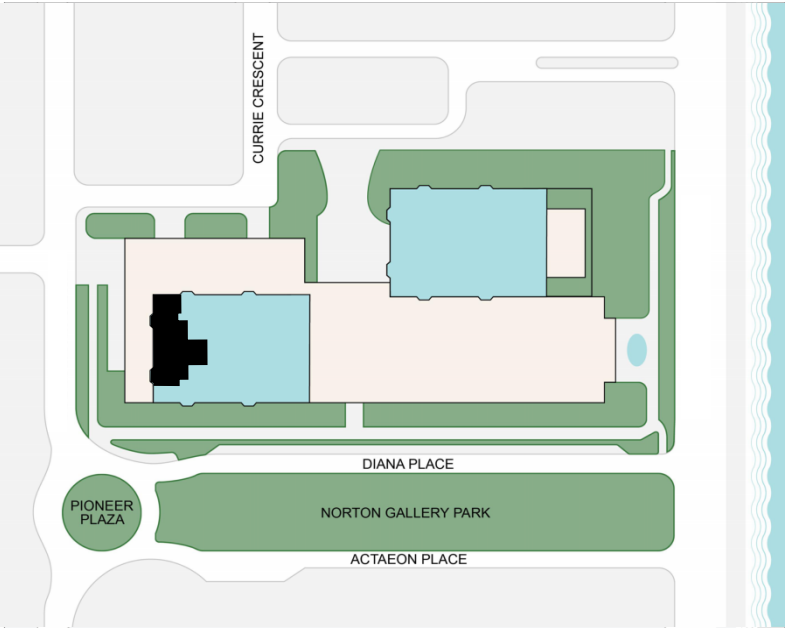 CURRIE CRESCENT
DIANA PLACE
PIONEER
PLAZA
NORTON GALLERY PARK
ACTAEON PLACE